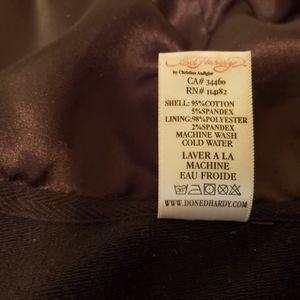 Ed Hardy
by Christian Audigier
CA# 34460
RN# 114182
SHELL: 95%COTTON
5%SPANDEX
LINING:98%POLYESTER
2%SPANDEX
MACHINE WASH
COLD WATER
LAVER A LA
MACHINE
EAU FROIDE
WWW.DONEDHARDY.COM